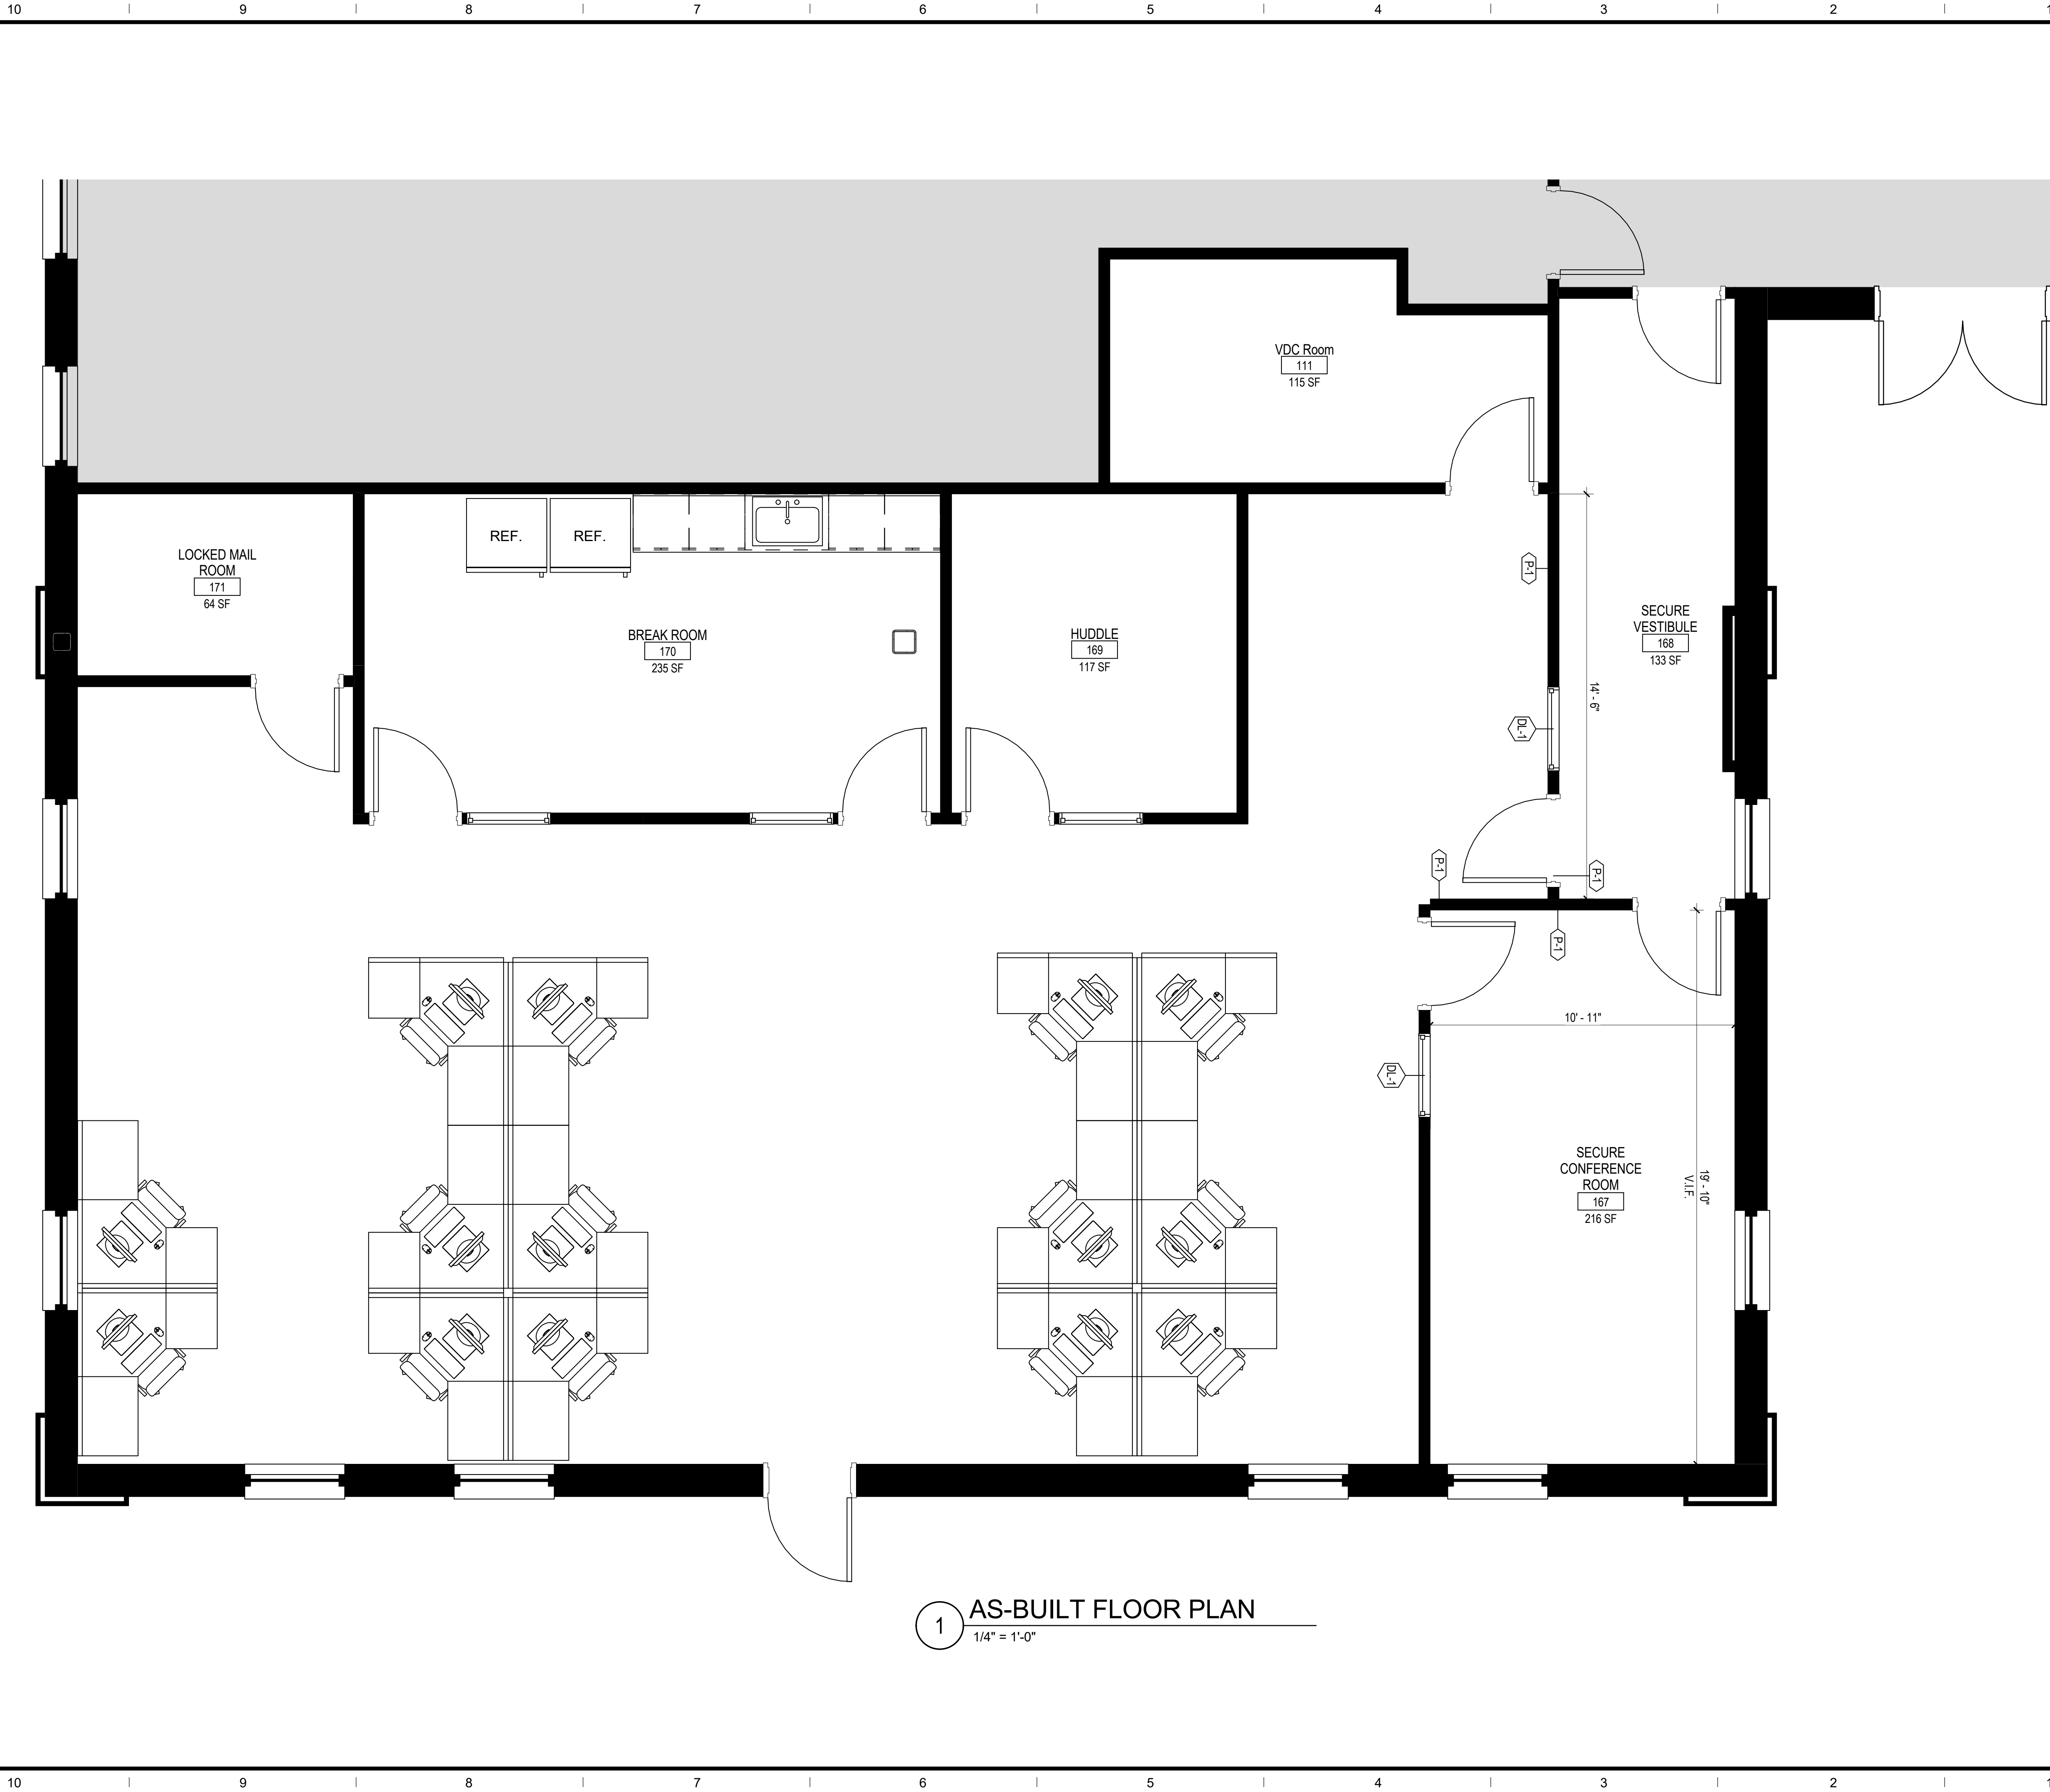 10 9 8 7 6 5 4 3 2 1
VDC Room
111
115 SF
REF.
REF.
LOCKED MAIL
ROOM
171
64 SF
BREAK ROOM
170
235 SF
HUDDLE
169
117 SF
P-1
SECURE
VESTIBULE
168
133 SF
14' - 6"
DL-1
P-1
P-1
P-1
10' - 11"
DL-1
SECURE
CONFERENCE
ROOM
167
216 SF
19' - 10"
V.I.F.
1
AS-BUILT FLOOR PLAN
1/4" = 1'-0"
10 9 8 7 6 5 4 3 2 1